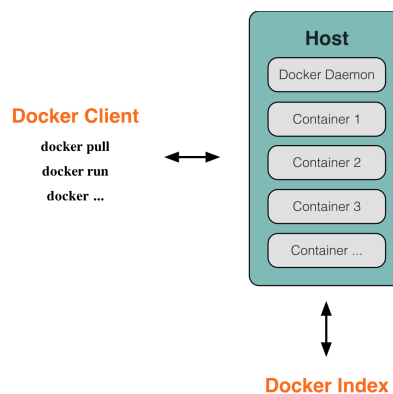 Host
Docker Daemon
Container 1
Container 2
Container 3
Container ...
Docker Client
docker pull
docker run
docker ...
Docker Index